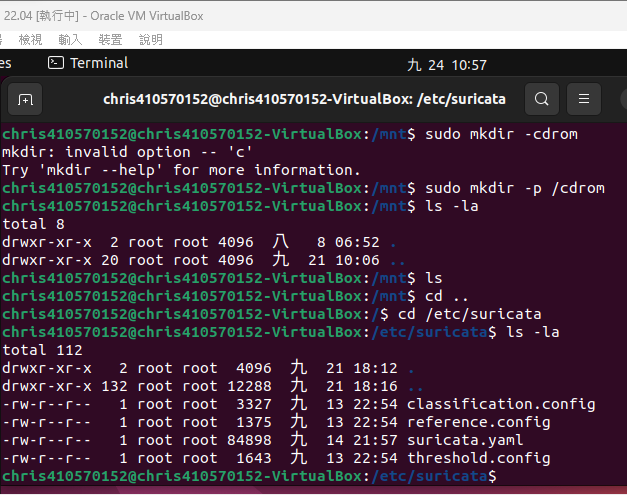 22.04 [執行中] - Oracle VM VirtualBox
檢視 輸入 裝置 說明
es Terminal 九 24 10:57
chris410570152@chris410570152-VirtualBox: /etc/suricata
chris410570152@chris410570152-VirtualBox:/mnt$ sudo mkdir -cdrom
mkdir: invalid option -- 'c'
Try 'mkdir --help' for more information.
chris410570152@chris410570152-VirtualBox:/mnt$ sudo mkdir -p /cdrom
chris410570152@chris410570152-VirtualBox:/mnt$ ls -la
total 8
drwxr-xr-x  2 root root 4096  八   8 06:52 .
drwxr-xr-x 20 root root 4096  九  21 10:06 ..
chris410570152@chris410570152-VirtualBox:/mnt$ ls
chris410570152@chris410570152-VirtualBox:/mnt$ cd ..
chris410570152@chris410570152-VirtualBox:/$ cd /etc/suricata
chris410570152@chris410570152-VirtualBox:/etc/suricata$ ls -la
total 112
drwxr-xr-x   2 root root  4096  九  21 18:12 .
drwxr-xr-x 132 root root 12288  九  21 18:16 ..
-rw-r--r--   1 root root  3327  九  13 22:54 classification.config
-rw-r--r--   1 root root  1375  九  13 22:54 reference.config
-rw-r--r--   1 root root 84898  九  14 21:57 suricata.yaml
-rw-r--r--   1 root root  1643  九  13 22:54 threshold.config
chris410570152@chris410570152-VirtualBox:/etc/suricata$